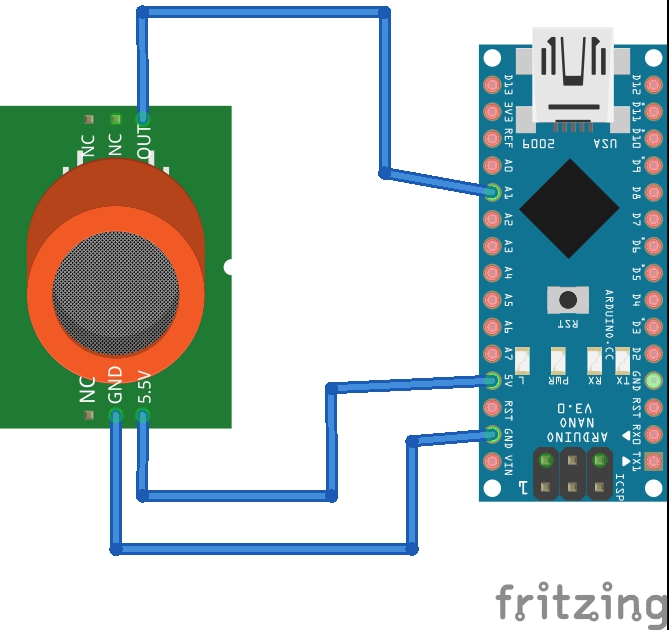 NC
NC
OUT
NC
GND
5.5V
D13
3V3
REF
A0
A1
A2
A3
A4
A5
A6
A7
5V
RST
GND
VIN
2009
USA
D12
D11
D10
D9
D8
D7
D6
D5
D4
D3
D2
GND
RST
RX0
TX1
RST
ARDUINO.CC
L
PWR
RX
TX
ARDUINO
NANO
V3.0
1
ICSP
fritzing